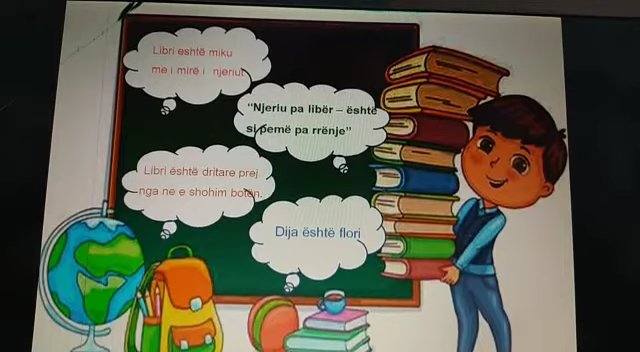 Libri eshtë miku
me i mirë i njeriut
"Njeriu pa libër – është
si pemë pa rrënje"
Libri është dritare prej
nga ne e shohim botën.
Dija është flori